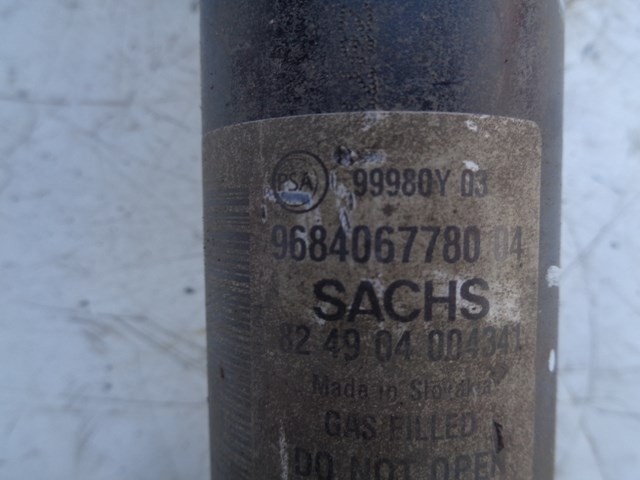 PSA 99980Y 03
9684067780 04
SACHS
82 49 04 004341
Made in Slovakia
GAS FILLED
DO NOT OPEN